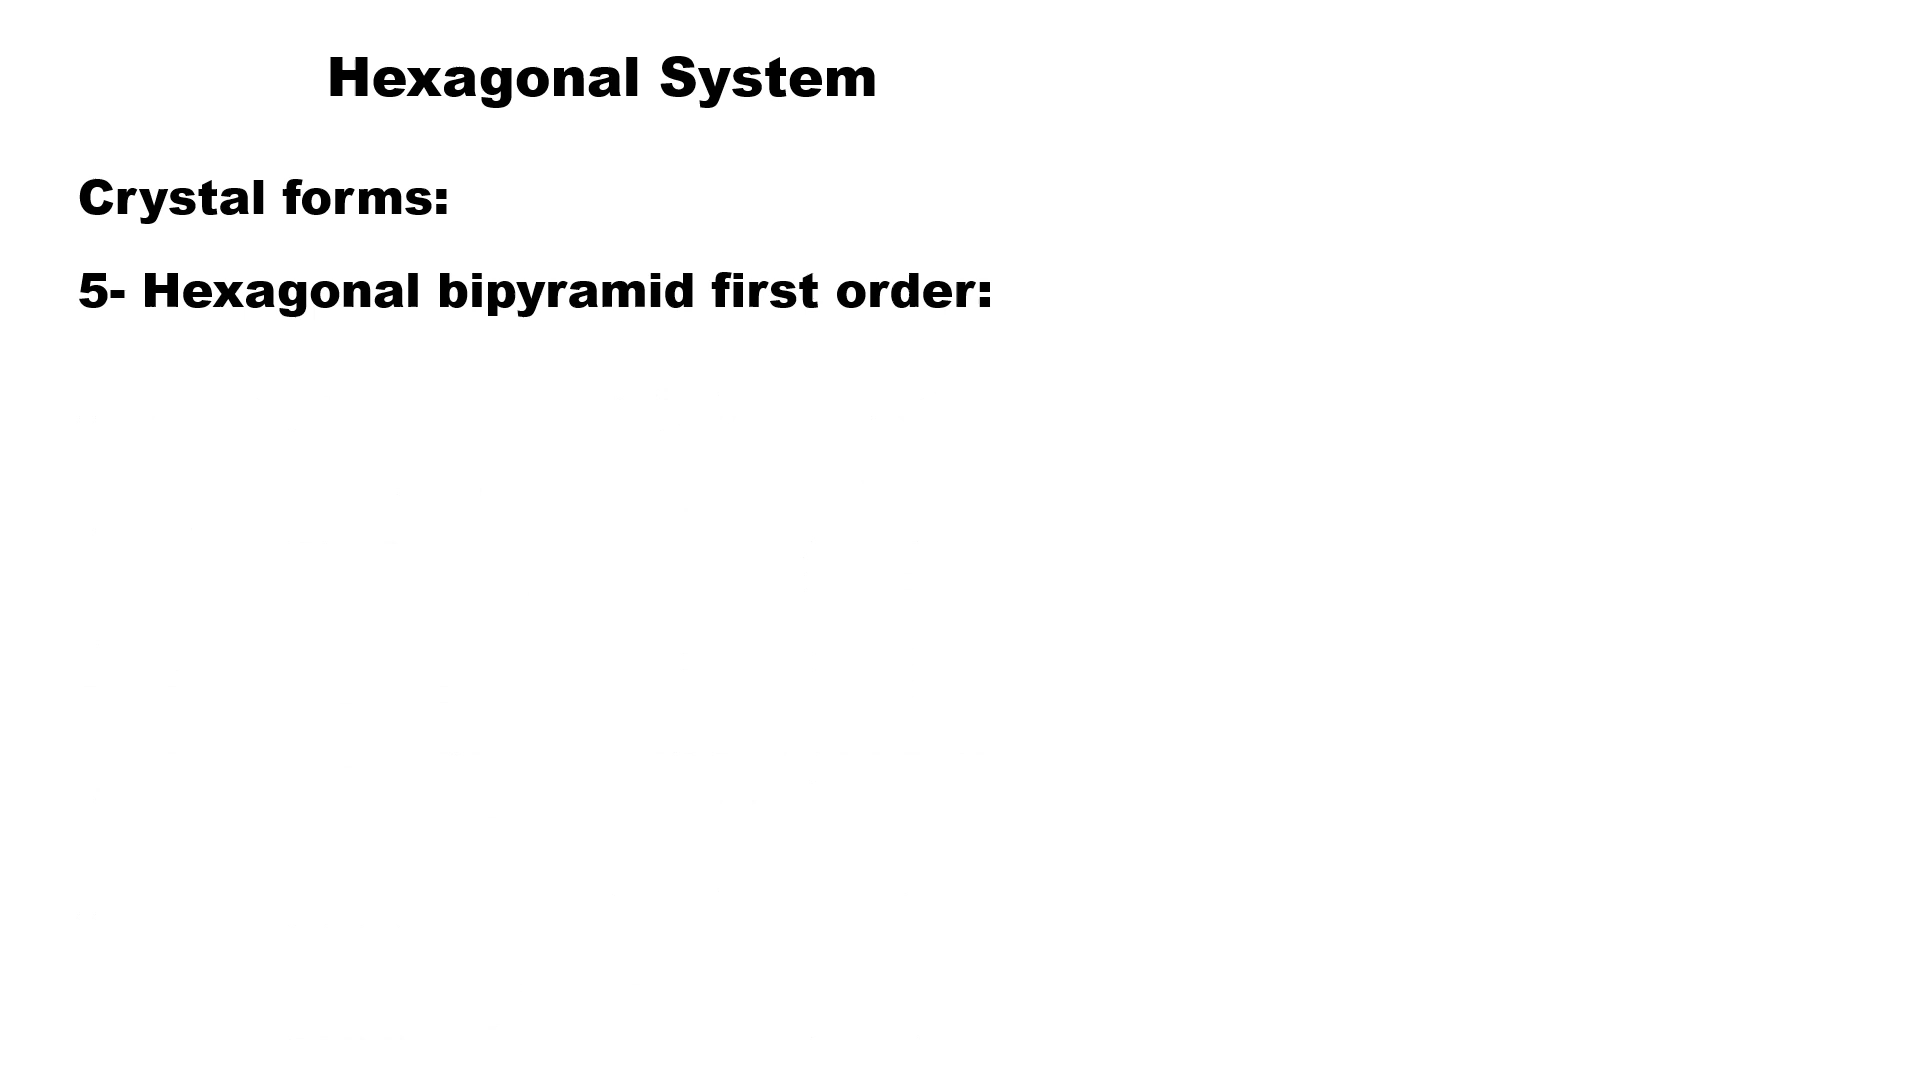 Hexagonal System
Crystal forms:
5- Hexagonal bipyramid first order: